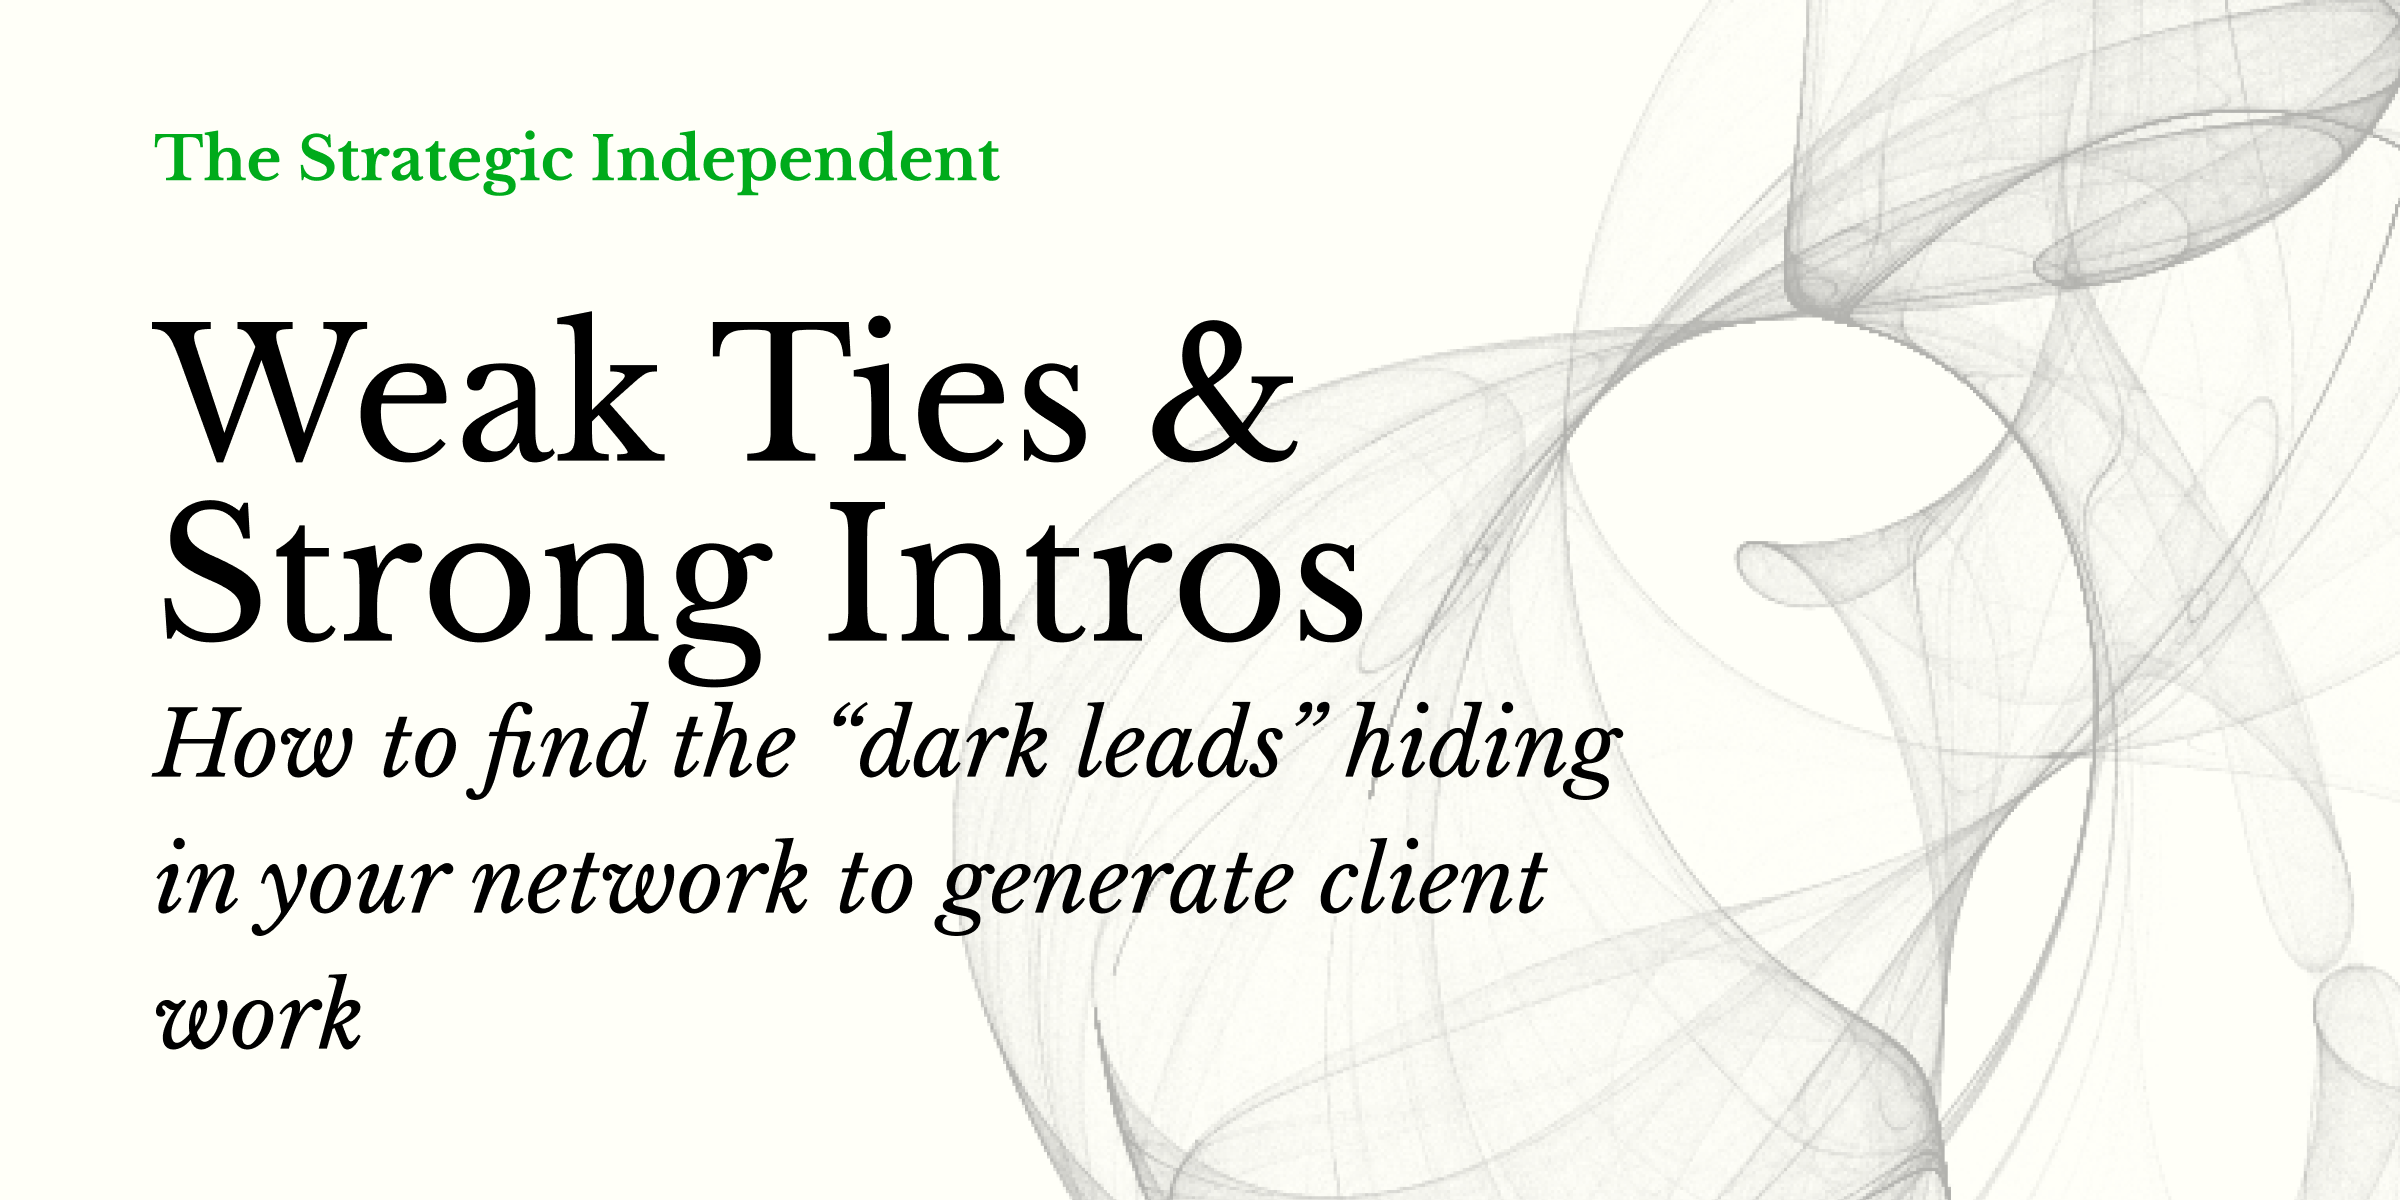 The Strategic Independent
Weak Ties &
Strong Intros
How to find the “dark leads” hiding
in your network to generate client
work